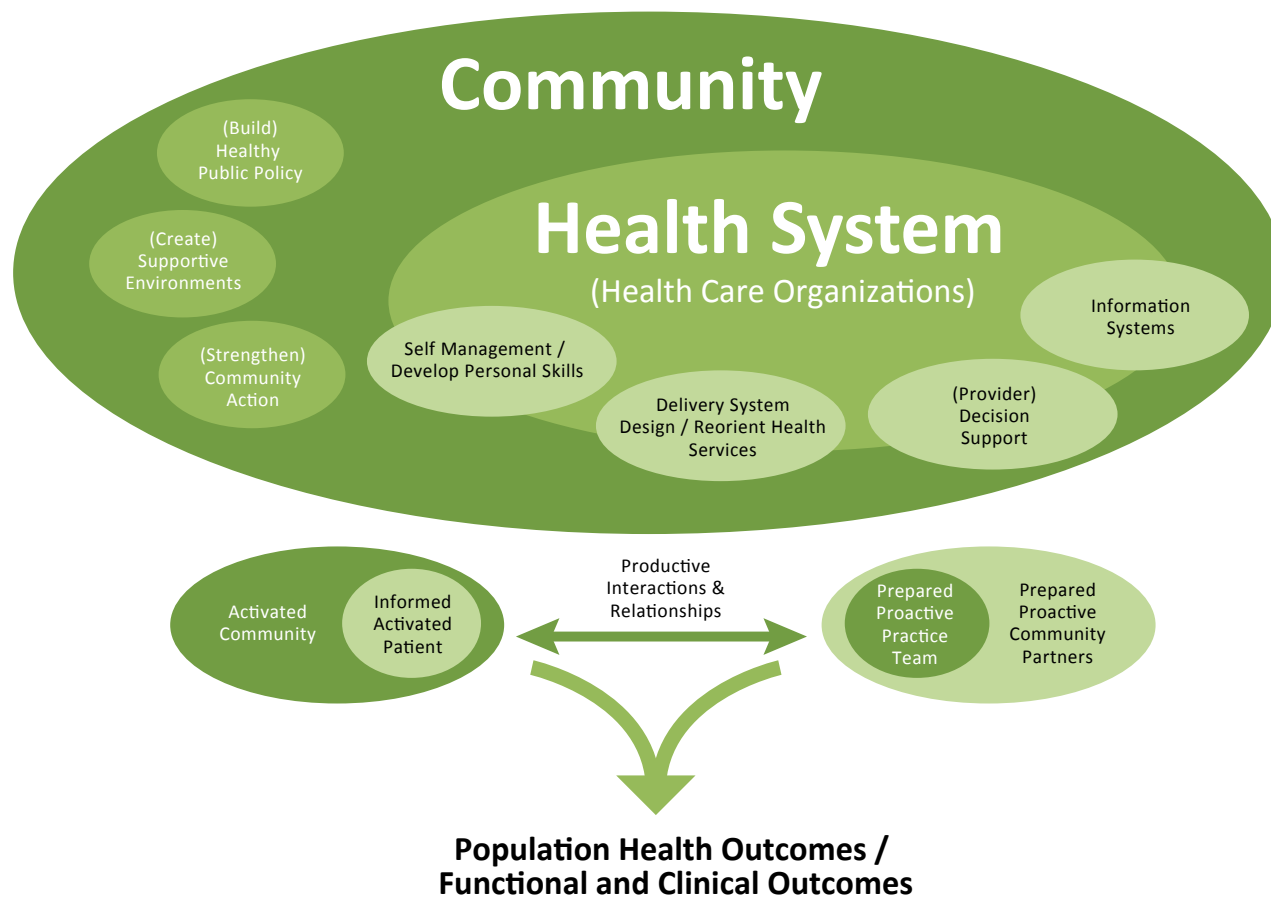 Community
(Build)
Healthy
Public Policy
Health System
(Health Care Organizations)
(Create)
Supportive
Environments
Information
Systems
(Strengthen)
Community
Action
Self Management /
Develop Personal Skills
Delivery System
Design / Reorient Health
Services
(Provider)
Decision
Support
Activated
Community
Informed
Activated
Patient
Productive
Interactions &
Relationships
Prepared
Proactive
Practice
Team
Prepared
Proactive
Community
Partners
Population Health Outcomes /
Functional and Clinical Outcomes